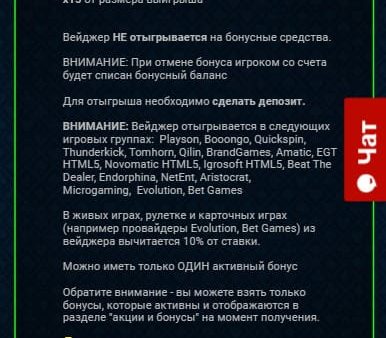 х15 от размера выигрыша
Вейджер НЕ отыгрывается на бонусные средства.
ВНИМАНИЕ: При отмене бонуса игроком со счета
будет списан бонусный баланс
Для отыгрыша необходимо сделать депозит.
ВНИМАНИЕ: Вейджер отыгрывается в следующих
игровых группах: Playson, Booongo, Quickspin,
Thunderkick, Tomhorn, Qilin, BrandGames, Amatic, EGT
HTML5, Novomatic HTML5, Igrosoft HTML5, Beat The
Dealer, Endorphina, NetEnt, Aristocrat,
Microgaming, Evolution, Bet Games
В живых играх, рулетке и карточных играх
(например провайдеры Evolution, Bet Games) из
вейджера вычитается 10% от ставки.
Можно иметь только ОДИН активный бонус
Обратите внимание - вы можете взять только
бонусы, которые активны и отображаются в
разделе "акции и бонусы" на момент получения.
Чат